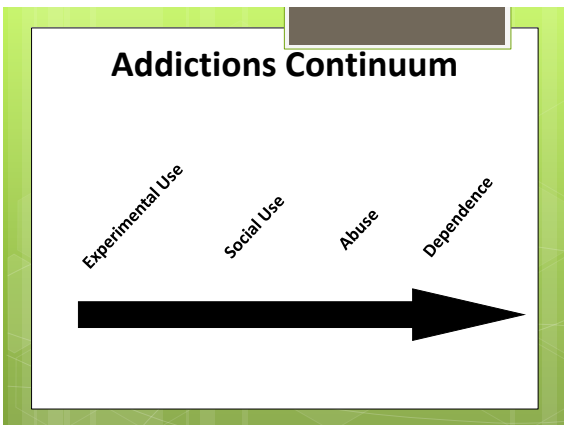 Addictions Continuum
Experimental Use
Social Use
Abuse
Dependence